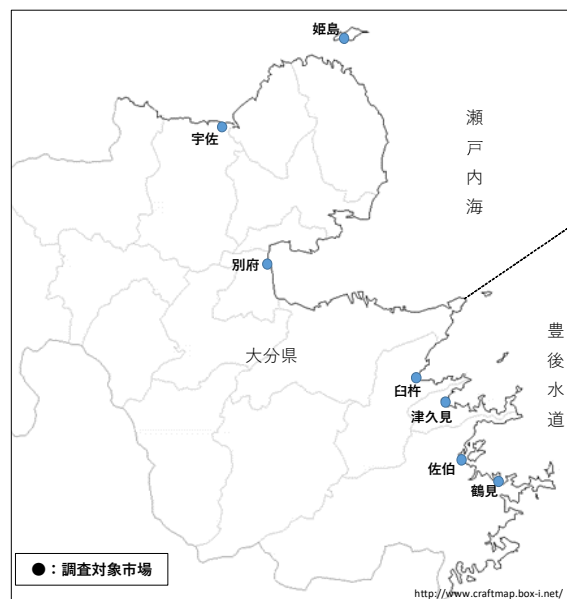 姫島
宇佐
瀬戸内海
別府
大分県
豊後水道
臼杵
津久見
佐伯
鶴見
●：調査対象市場
http://www.craftmap.box-i.net/